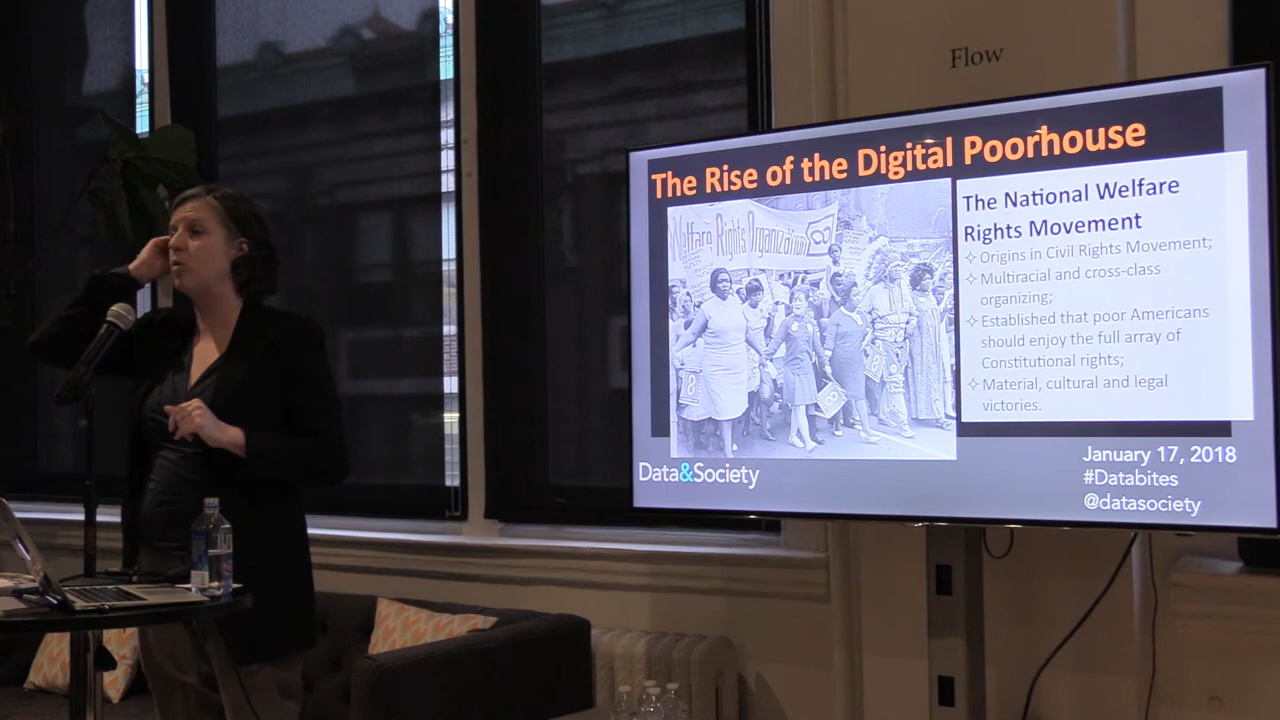 Flow
The Rise of the Digital Poorhouse
Welfare Rights Organization
The National Welfare
Rights Movement
Origins in Civil Rights Movement;
Multiracial and cross-class
organizing;
Established that poor Americans
should enjoy the full array of
Constitutional rights;
Material, cultural and legal
victories.
Data&Society
January 17, 2018
#Databites
@datasociety